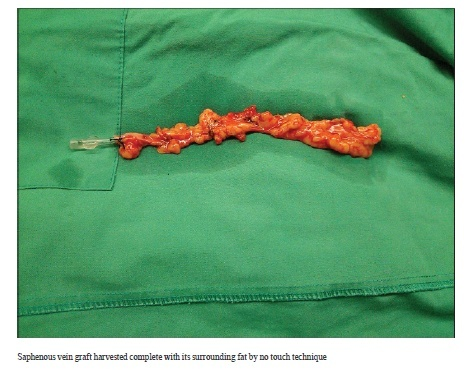 Saphenous vein graft harvested complete with its surrounding fat by no touch technique